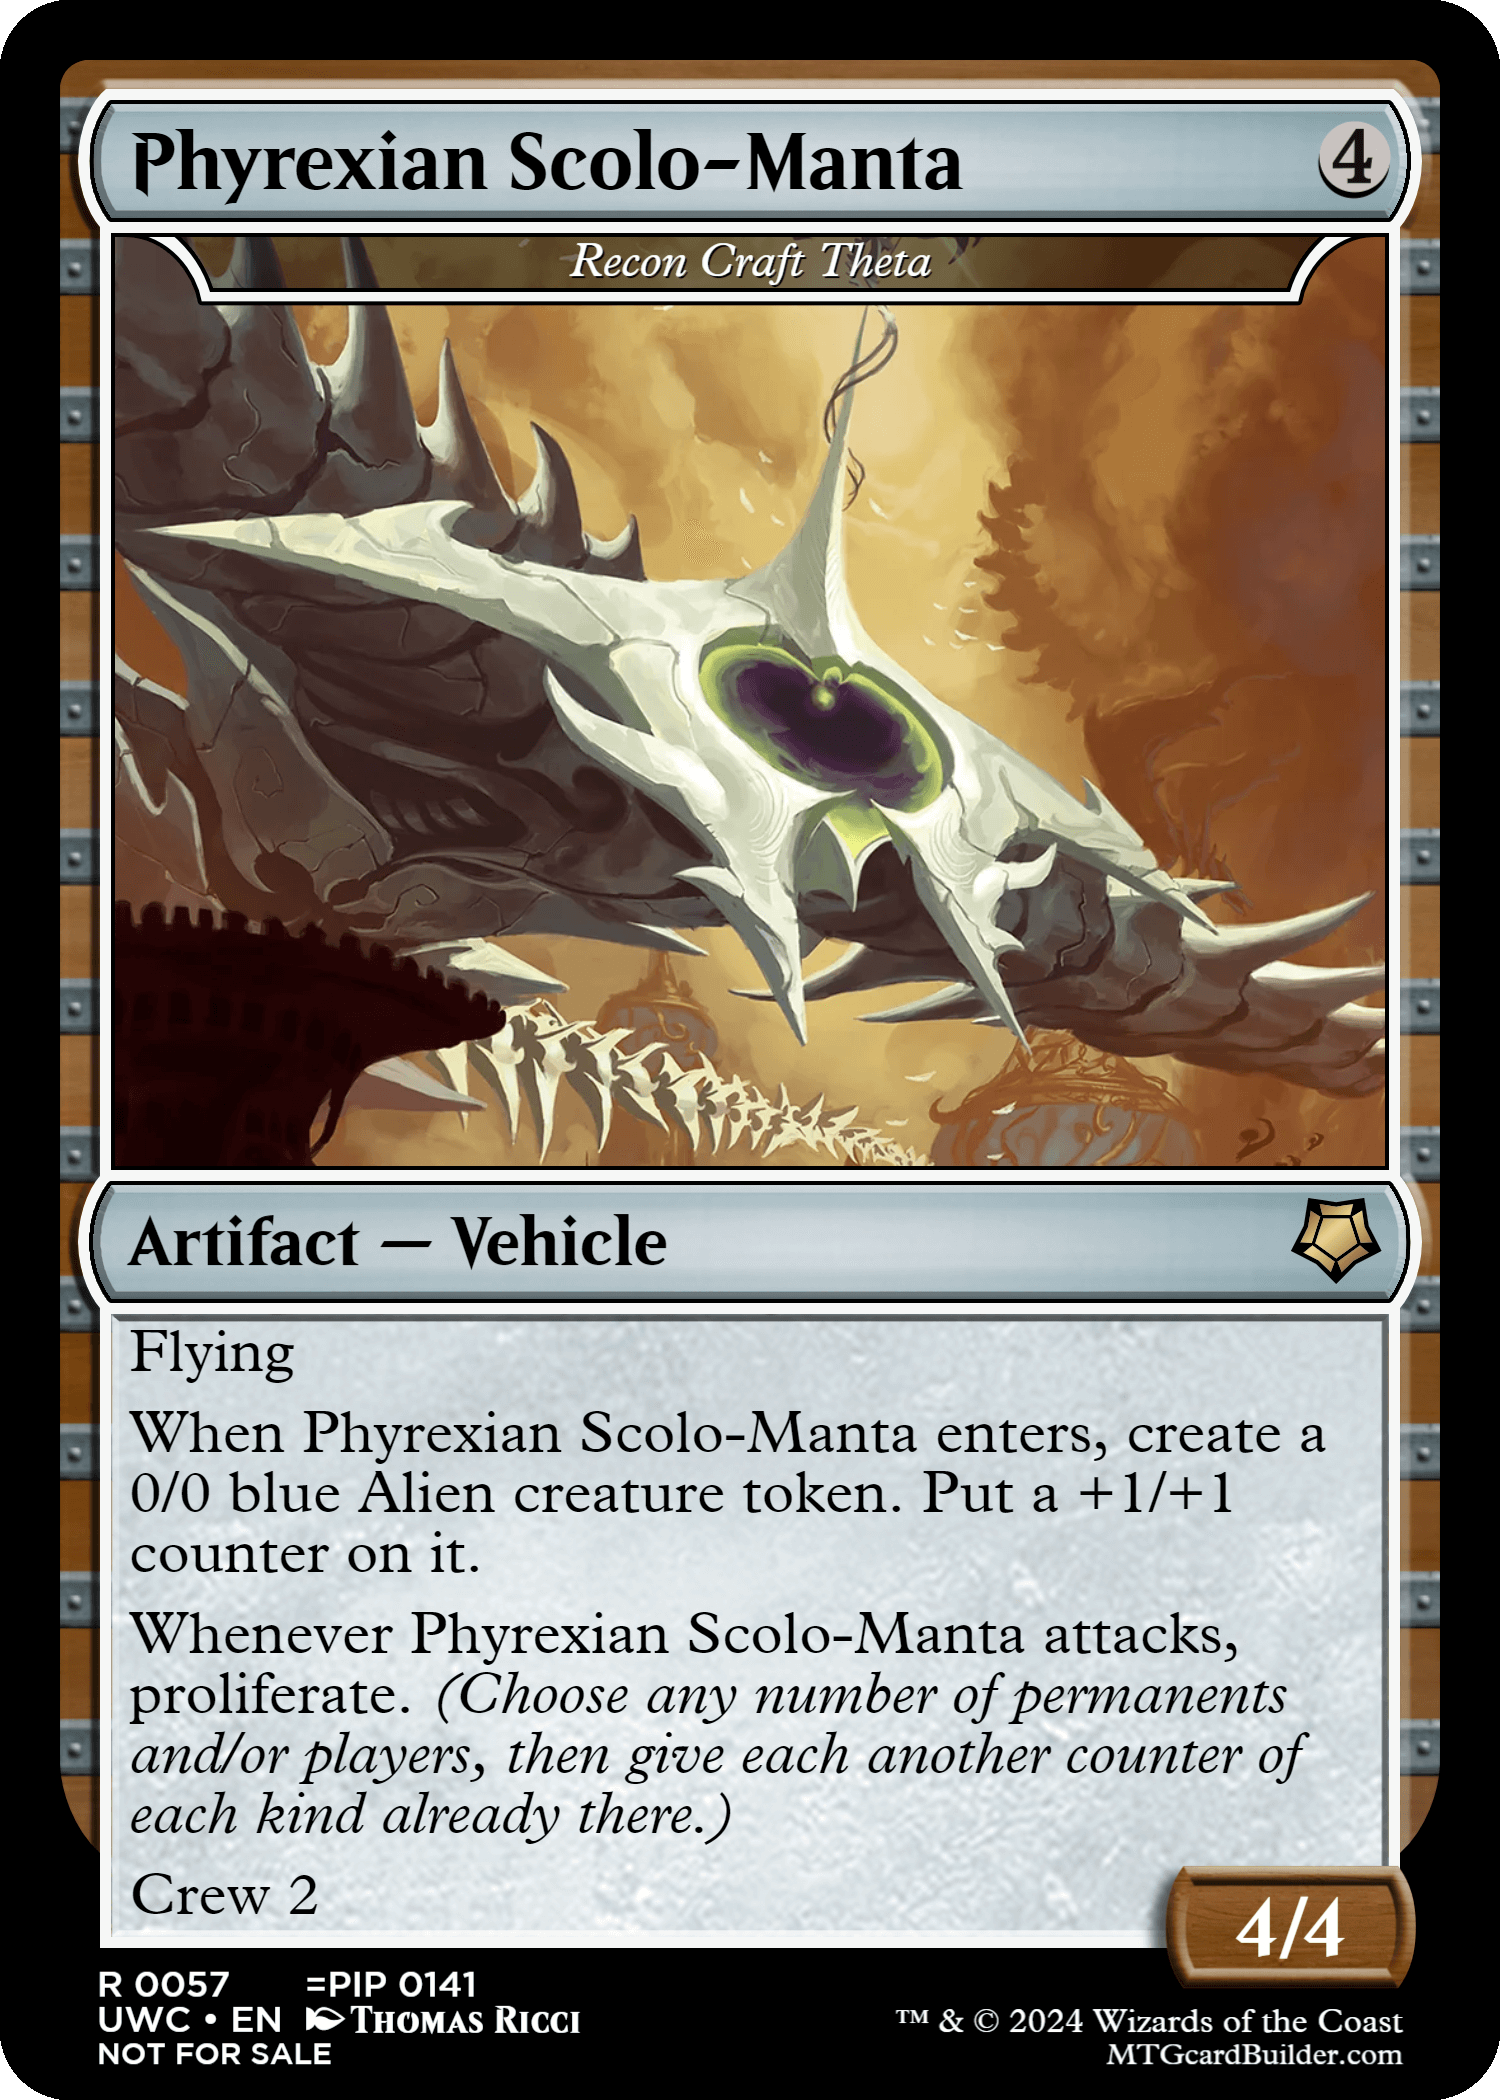 Phyrexian Scolo-Manta 4
Recon Craft Theta
Artifact — Vehicle
Flying
When Phyrexian Scolo-Manta enters, create a
0/0 blue Alien creature token. Put a +1/+1
counter on it.
Whenever Phyrexian Scolo-Manta attacks,
proliferate. (Choose any number of permanents
and/or players, then give each another counter of
each kind already there.)
Crew 2
4/4
R 0057 =PIP 0141
UWC • EN Thomas Ricci
NOT FOR SALE
™ & © 2024 Wizards of the Coast
MTGcardBuilder.com